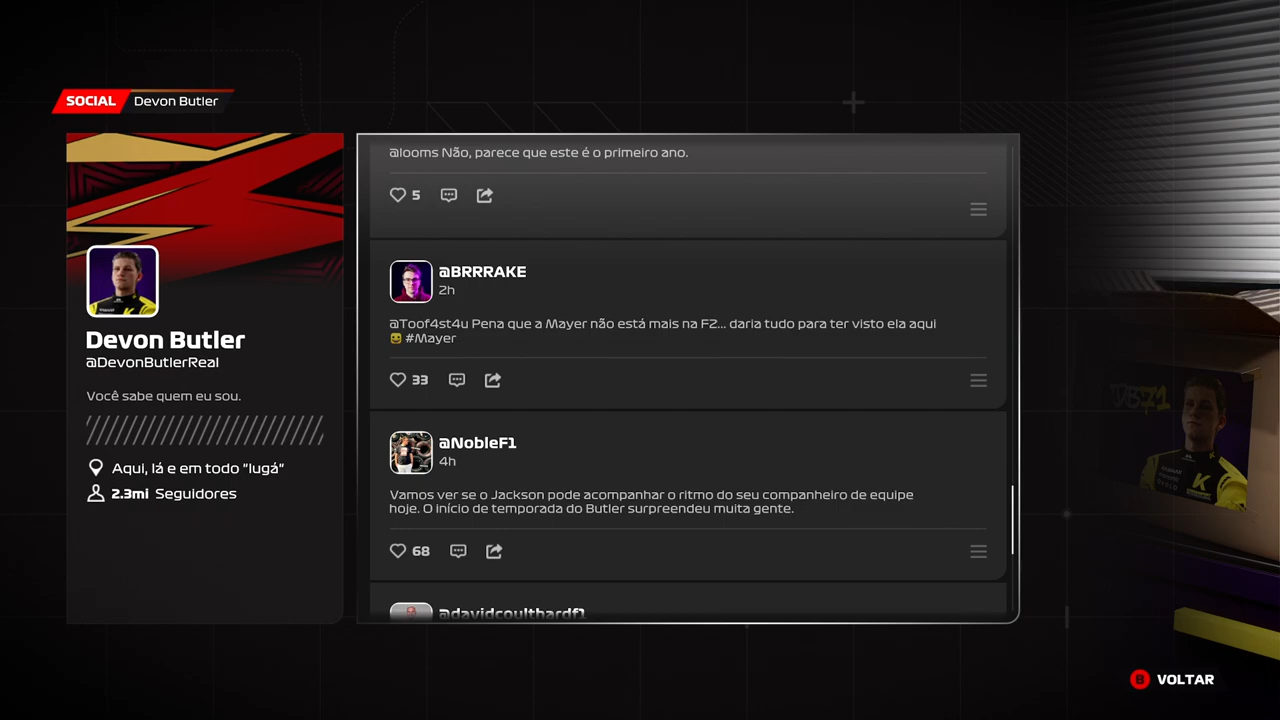 SOCIAL Devon Butler
Devon Butler
@DevonButlerReal
Você sabe quem eu sou.
Aqui, lá e em todo "lugá"
2.3mi Seguidores
@looms Não, parece que este é o primeiro ano.
5
@BRRRAKE
2h
@Toof4st4u Pena que a Mayer não está mais na F2... daria tudo para ter visto ela aqui
#Mayer
33
@NobleF1
4h
Vamos ver se o Jackson pode acompanhar o ritmo do seu companheiro de equipe
hoje. O início de temporada do Butler surpreendeu muita gente.
68
@davidcoulthardf1
DB71
K
B VOLTAR